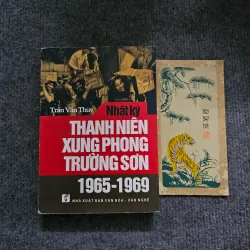 Trần Văn Thùy
Nhật ký
THANH NIÊN
XUNG PHONG
TRƯỜNG SƠN
1965-1969
NHÀ XUẤT BẢN VĂN HÓA - VĂN NGHỆ